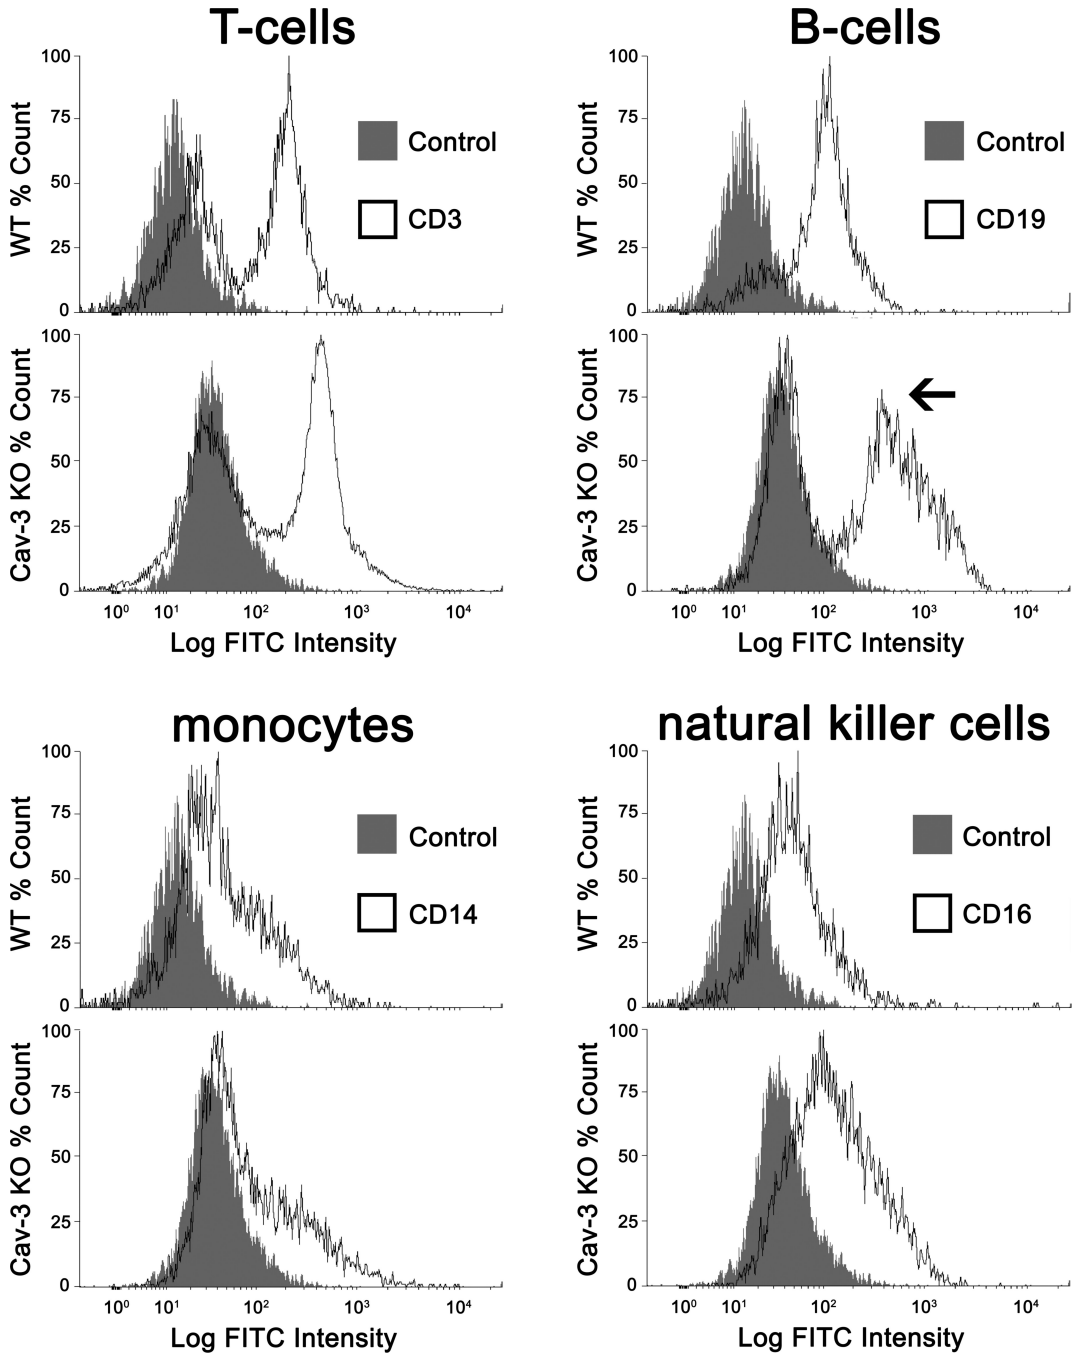 T-cells
WT % Count
100
75
50
25
0
Control
CD3
Cav-3 KO % Count
100
75
50
25
0
10⁰ 10¹ 10² 10³ 10⁴
Log FITC Intensity
B-cells
WT % Count
100
75
50
25
0
Control
CD19
Cav-3 KO % Count
100
75
50
25
0
10⁰ 10¹ 10² 10³ 10⁴
Log FITC Intensity
monocytes
WT % Count
100
75
50
25
0
Control
CD14
Cav-3 KO % Count
100
75
50
25
0
10⁰ 10¹ 10² 10³ 10⁴
Log FITC Intensity
natural killer cells
WT % Count
100
75
50
25
0
Control
CD16
Cav-3 KO % Count
100
75
50
25
0
10⁰ 10¹ 10² 10³ 10⁴
Log FITC Intensity